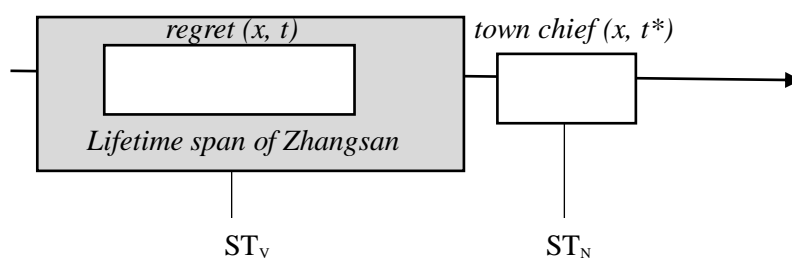 regret (x, t)
town chief (x, t*)
Lifetime span of Zhangsan
STV
STN